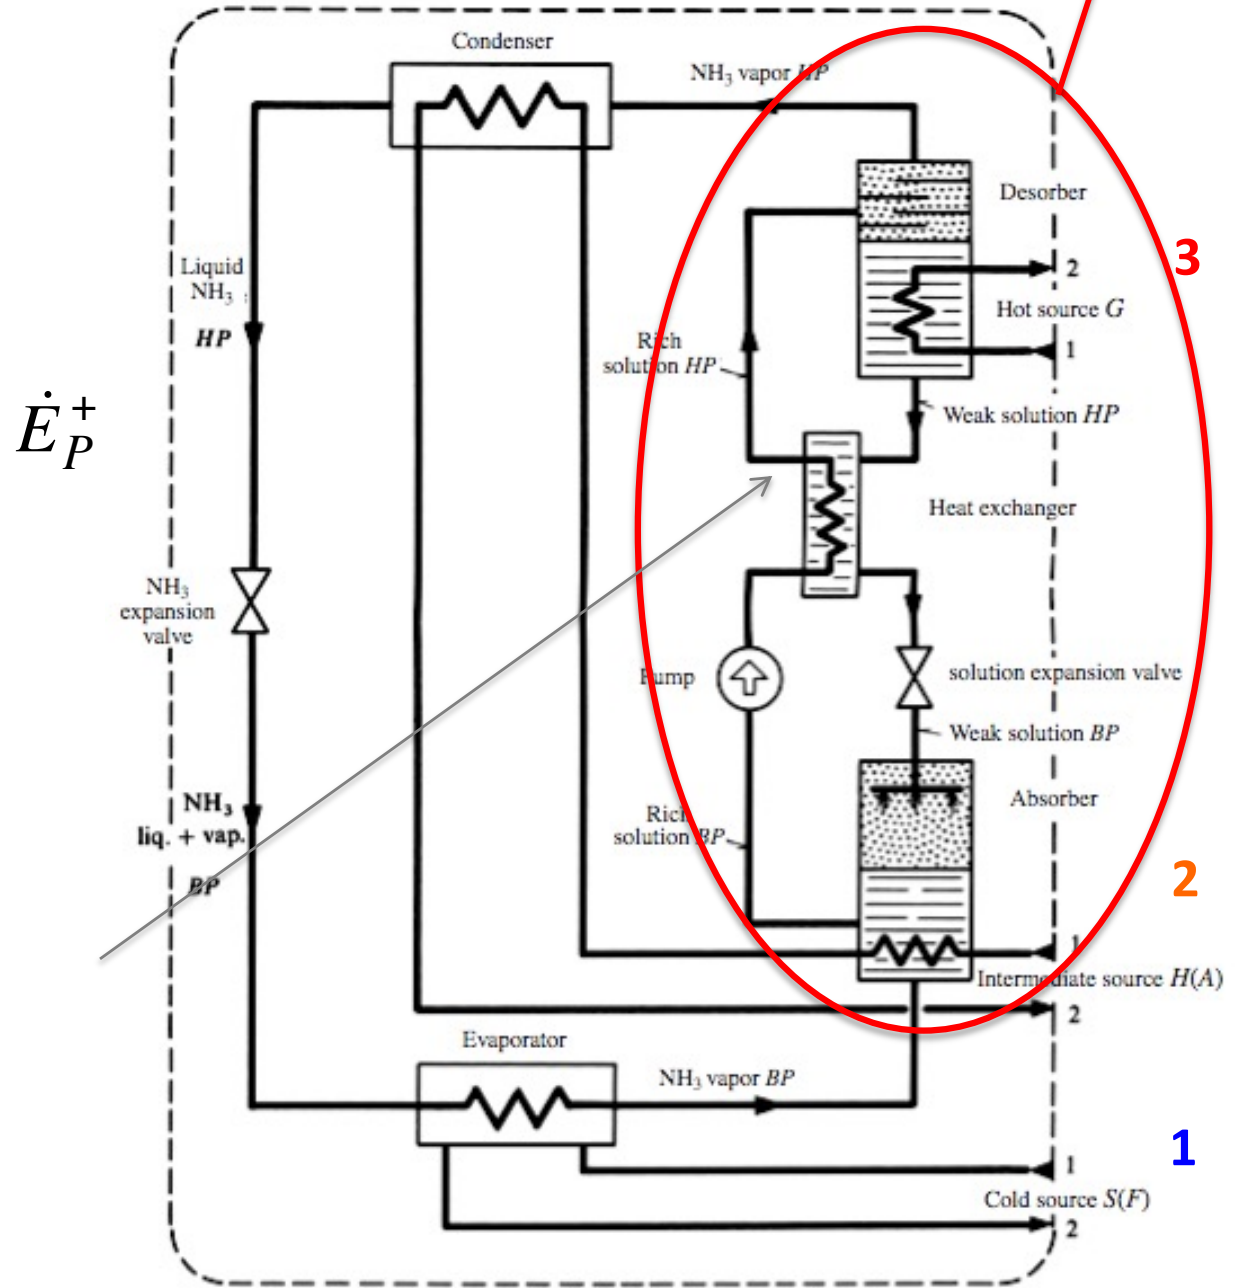 Condenser
NH₃ vapor HP
Desorber
3
2
Liquid
NH₃
HP
Hot source G
Rich
solution HP
1
Ė_P^+
Weak solution HP
Heat exchanger
NH₃
expansion
valve
Pump
solution expansion valve
Weak solution BP
NH₃
liq. + vap.
BP
Rich
solution BP
Absorber
2
1
Intermediate source H(A)
2
Evaporator
NH₃ vapor BP
1
1
Cold source S(F)
2